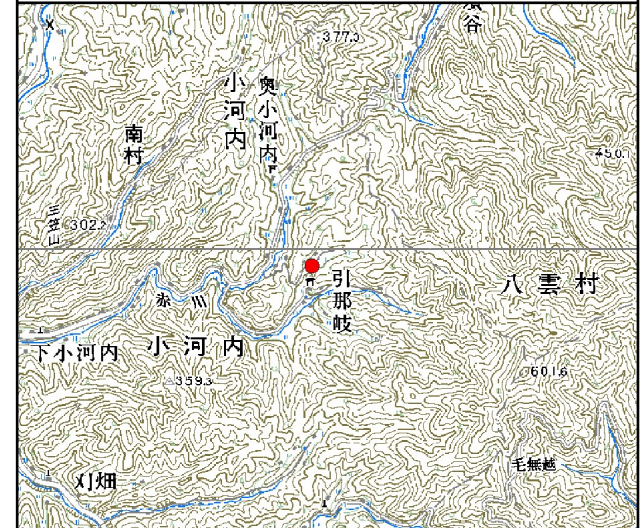 須谷
377.3
小河内
奥小河内
南村
450.1
三笠山
302.2
引那岐
八雲村
赤川
下小河内
小河内
359.3
601.6
毛無越
刈畑